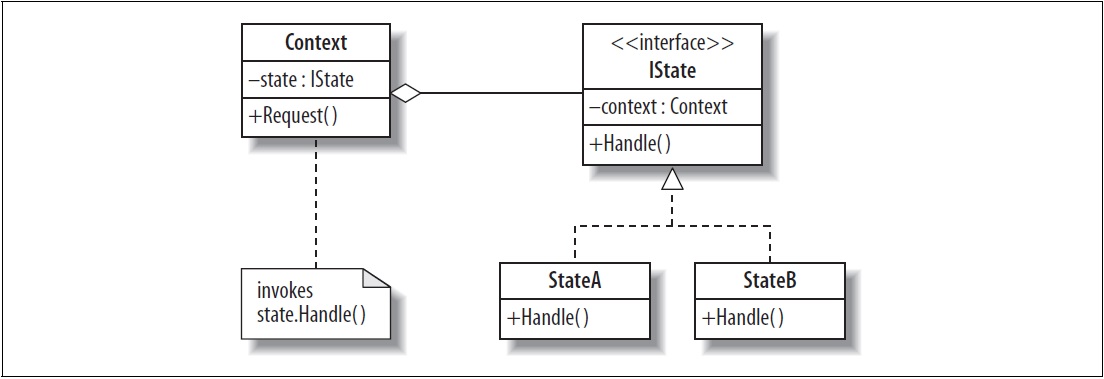 Context
–state : IState
+Request( )
<<interface>>
IState
–context : Context
+Handle( )
invokes
state.Handle( )
StateA
+Handle( )
StateB
+Handle( )